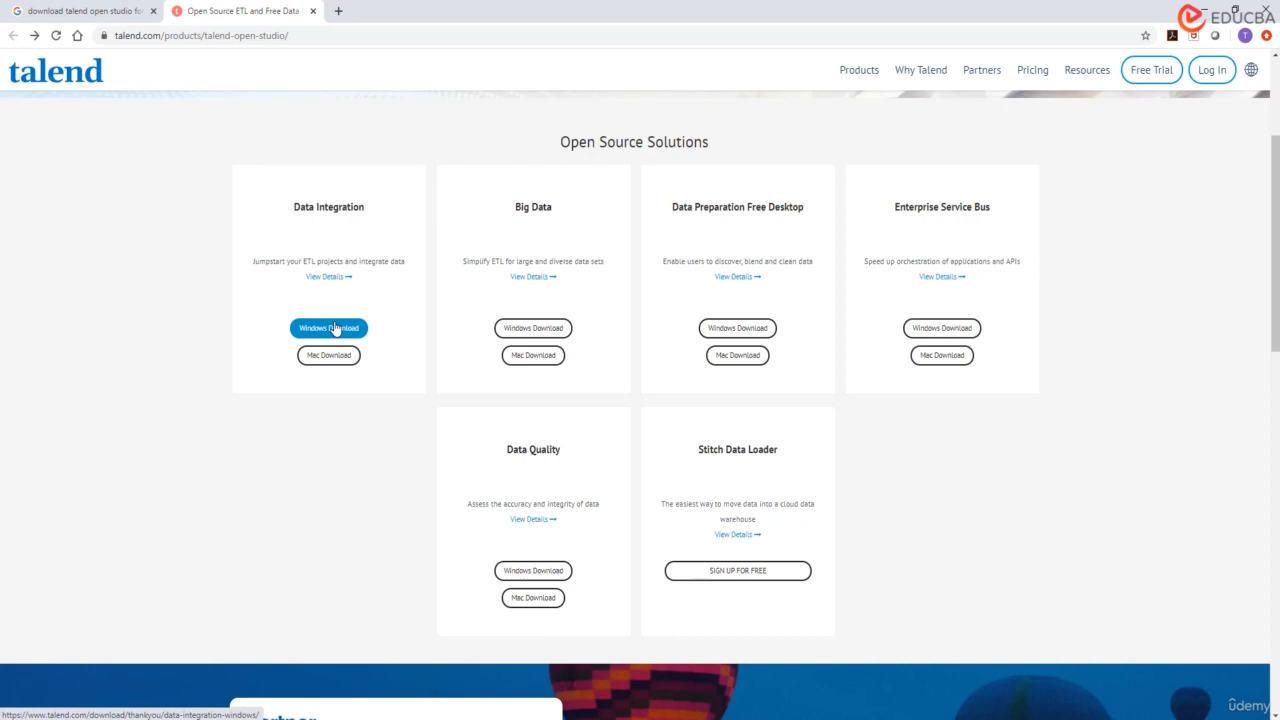 download talend open studio fo
Open Source ETL and Free Data
EDUCBA
talend.com/products/talend-open-studio/
T
talend
Products
Why Talend
Partners
Pricing
Resources
Free Trial
Log In
Open Source Solutions
Data Integration
Jumpstart your ETL projects and integrate data
View Details
Windows Download
Mac Download
Big Data
Simplify ETL for large and diverse data sets
View Details
Windows Download
Mac Download
Data Preparation Free Desktop
Enable users to discover, blend and clean data
View Details
Windows Download
Mac Download
Enterprise Service Bus
Speed up orchestration of applications and APIs
View Details
Windows Download
Mac Download
Data Quality
Assess the accuracy and integrity of data
View Details
Windows Download
Mac Download
Stitch Data Loader
The easiest way to move data into a cloud data
warehouse
View Details
SIGN UP FOR FREE
https://www.talend.com/download/thankyou/data-integration-windows/
udemy